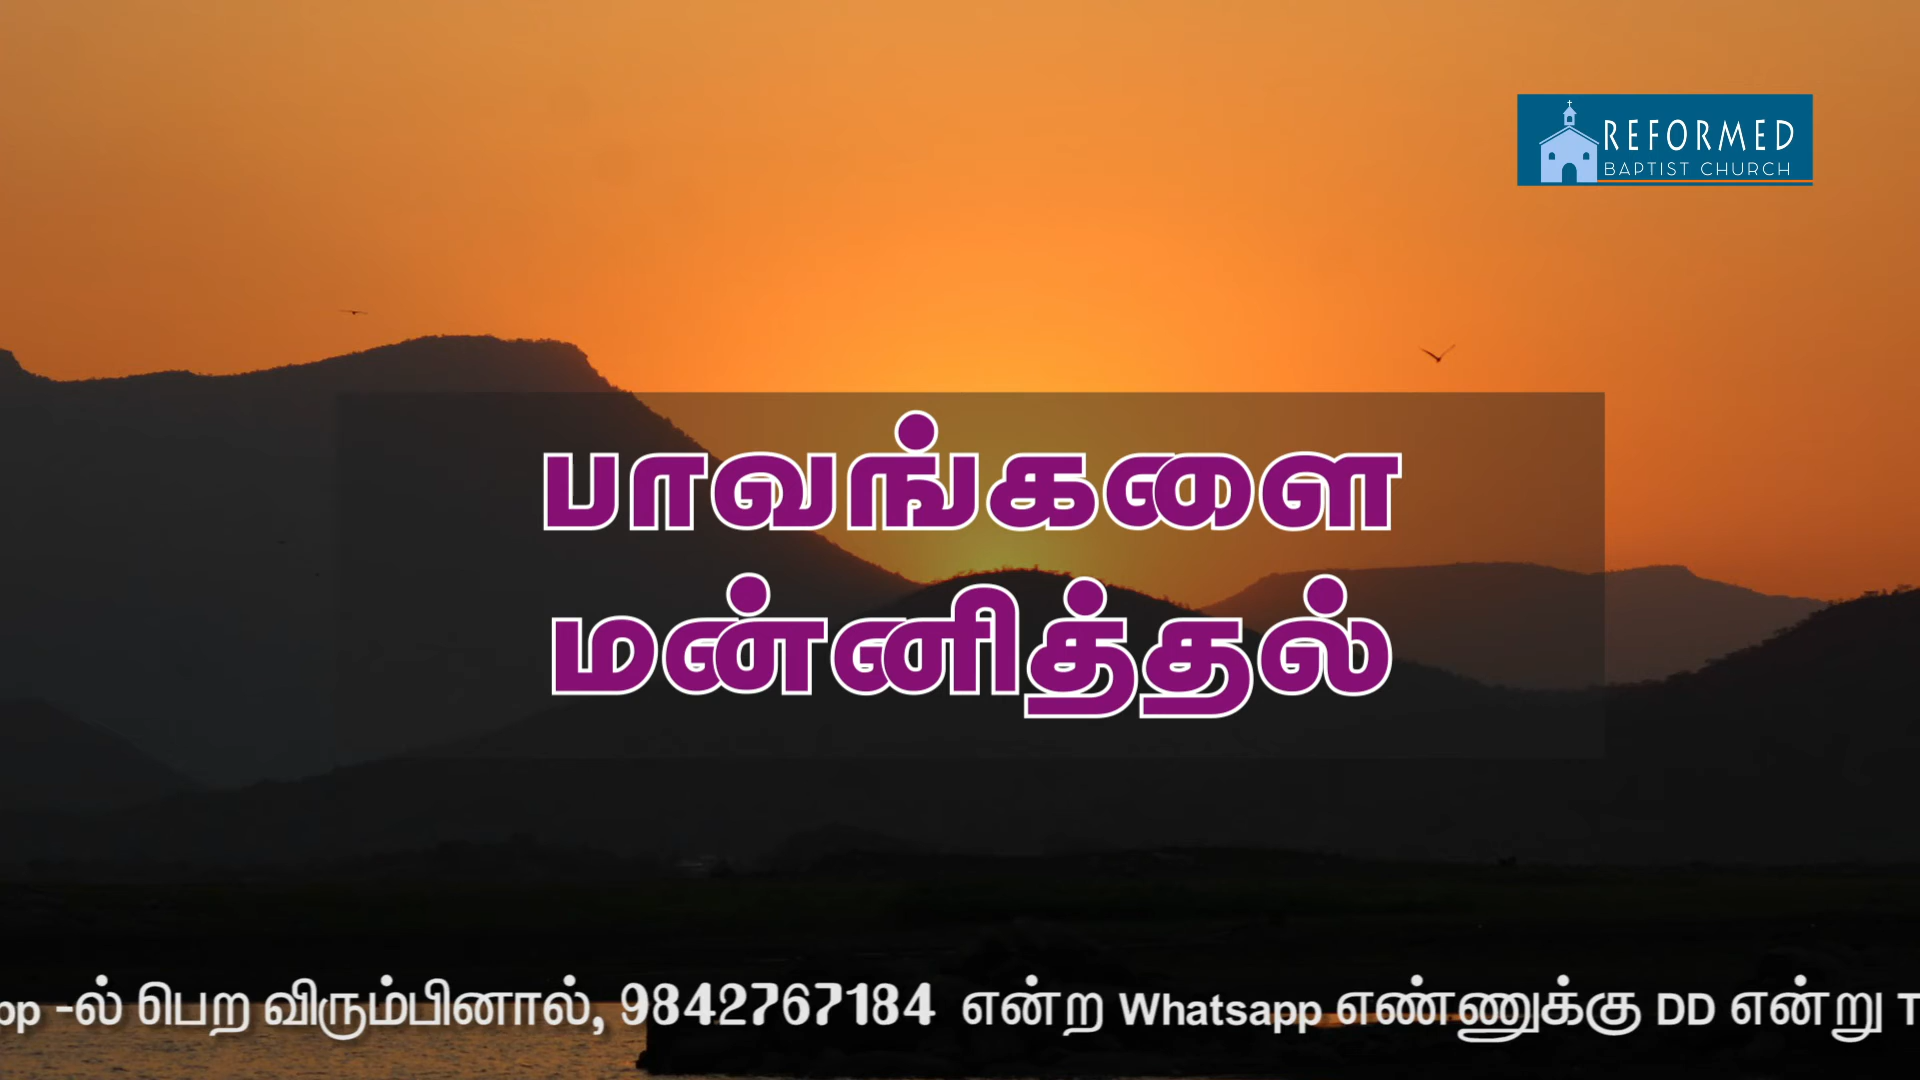 REFORMED
BAPTIST CHURCH
பாவங்களை
மன்னித்தல்
-ல் பெற விரும்பினால், 9842767184 என்ற Whatsapp எண்ணுக்கு DD என்று